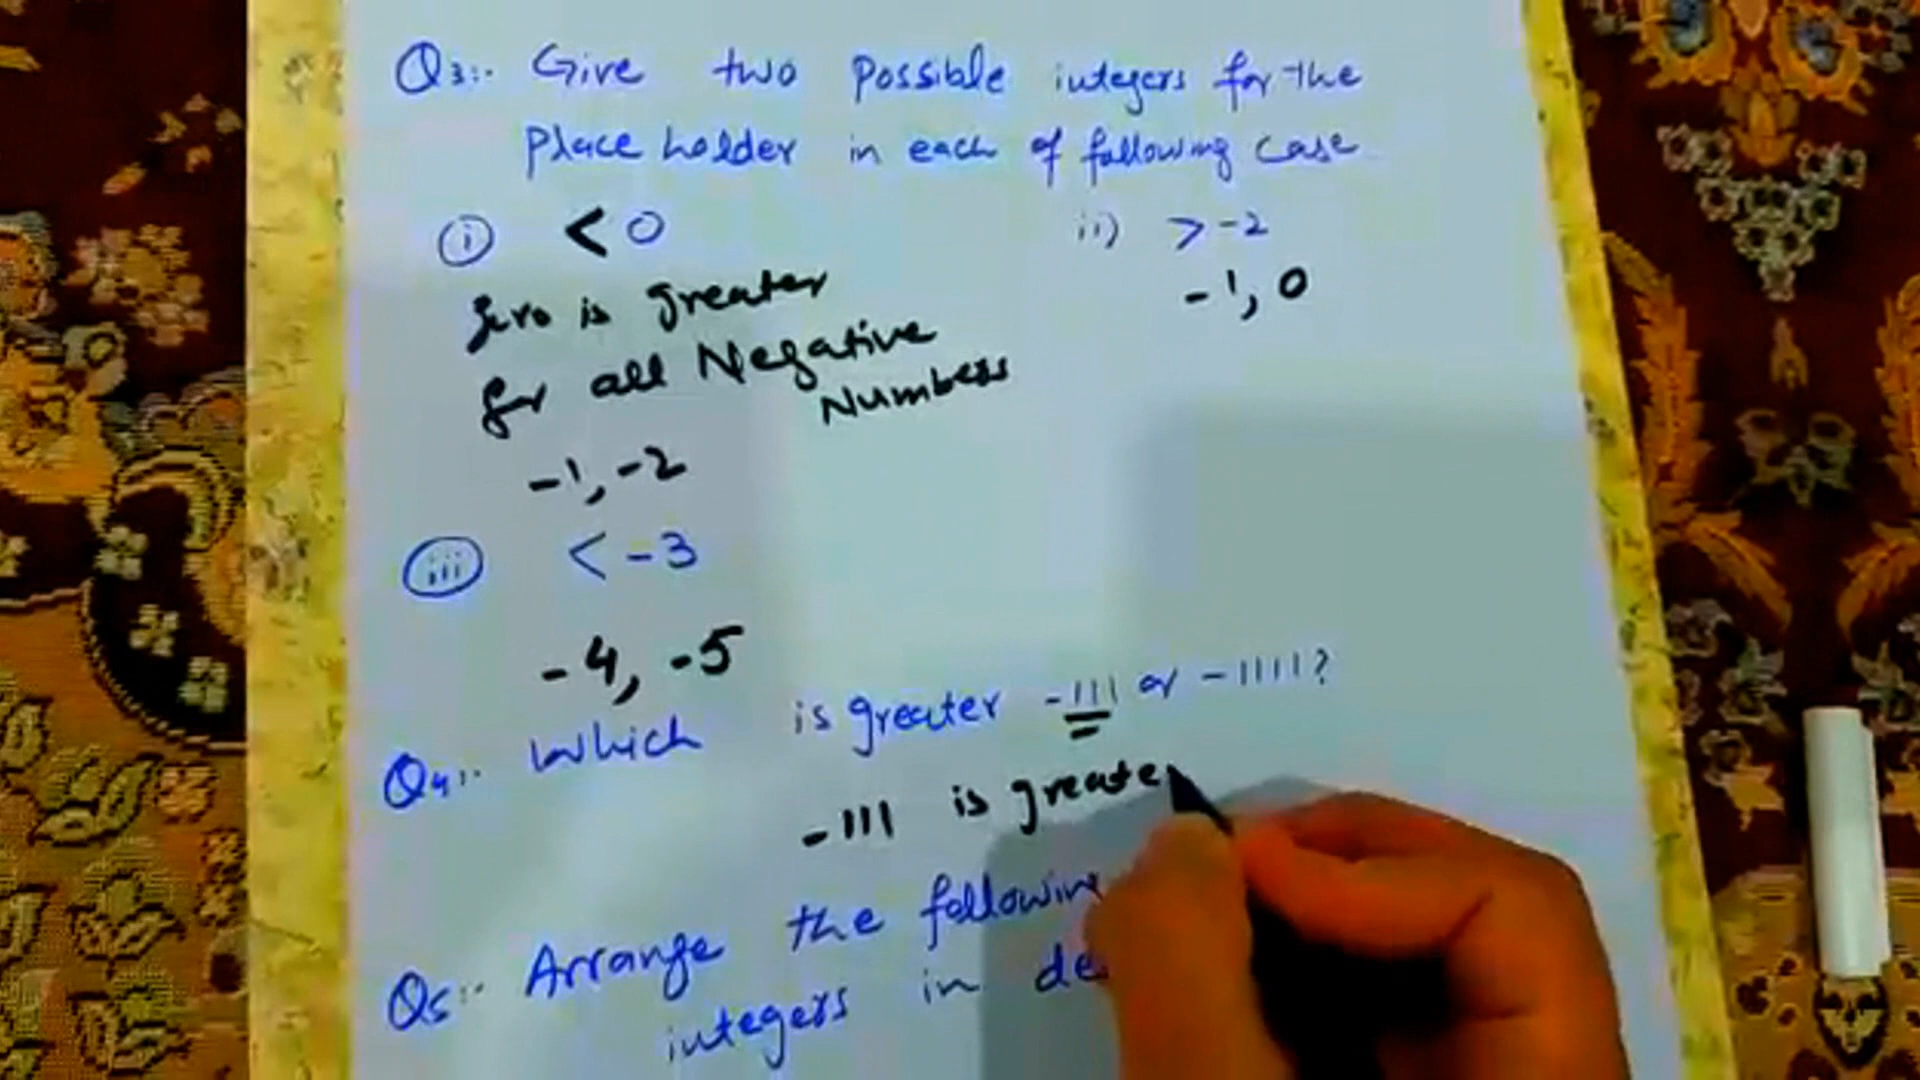 Q3:- Give two possible integers for the
Place holder in each of following case
i < 0
ii) > -2
Zero is greater
for all Negative
Numbers
-1, -2
-1, 0
iii < -3
-4, -5
Q4:- Which is greater -111 or -1111?
-111 is greate
Q5:- Arrange the following
integers in de